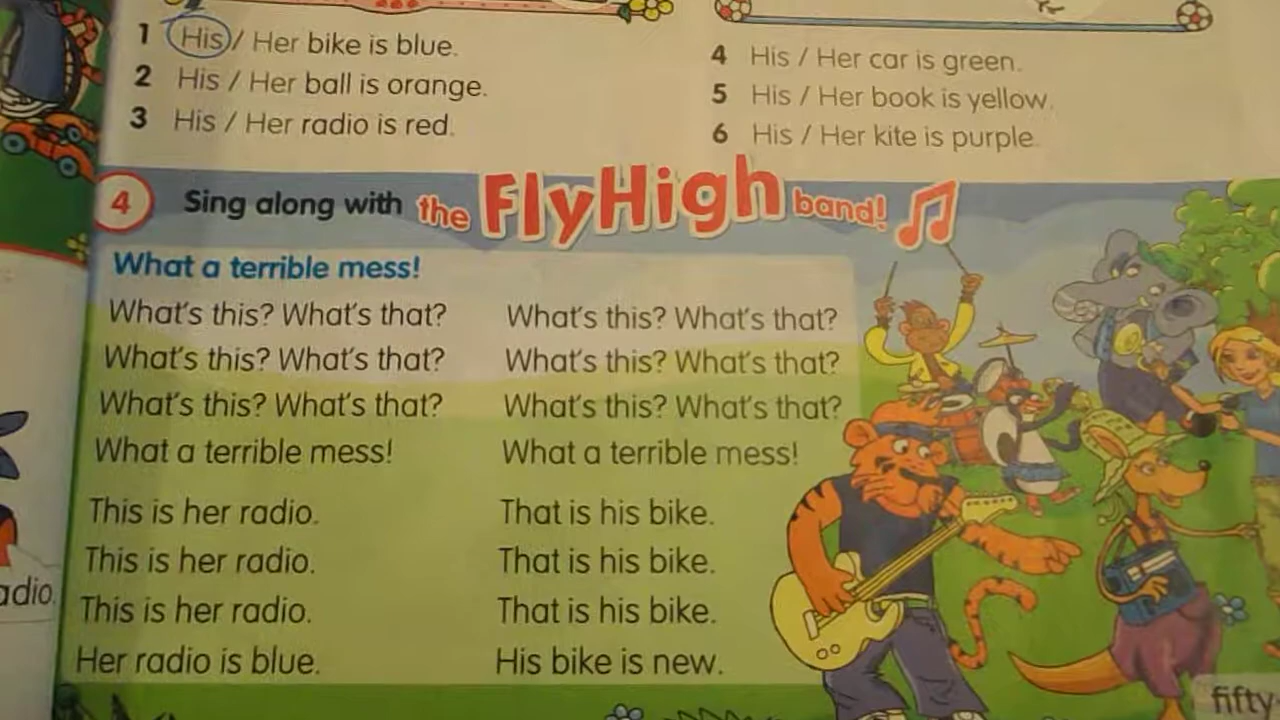 1 His / Her bike is blue.
2 His / Her ball is orange.
3 His / Her radio is red.
4 His / Her car is green.
5 His / Her book is yellow.
6 His / Her kite is purple.
4 Sing along with the FlyHigh band!
What a terrible mess!
What's this? What's that?
What's this? What's that?
What's this? What's that?
What a terrible mess!
This is her radio.
This is her radio.
This is her radio.
Her radio is blue.
What's this? What's that?
What's this? What's that?
What's this? What's that?
What a terrible mess!
That is his bike.
That is his bike.
That is his bike.
His bike is new.
adio.
fifty